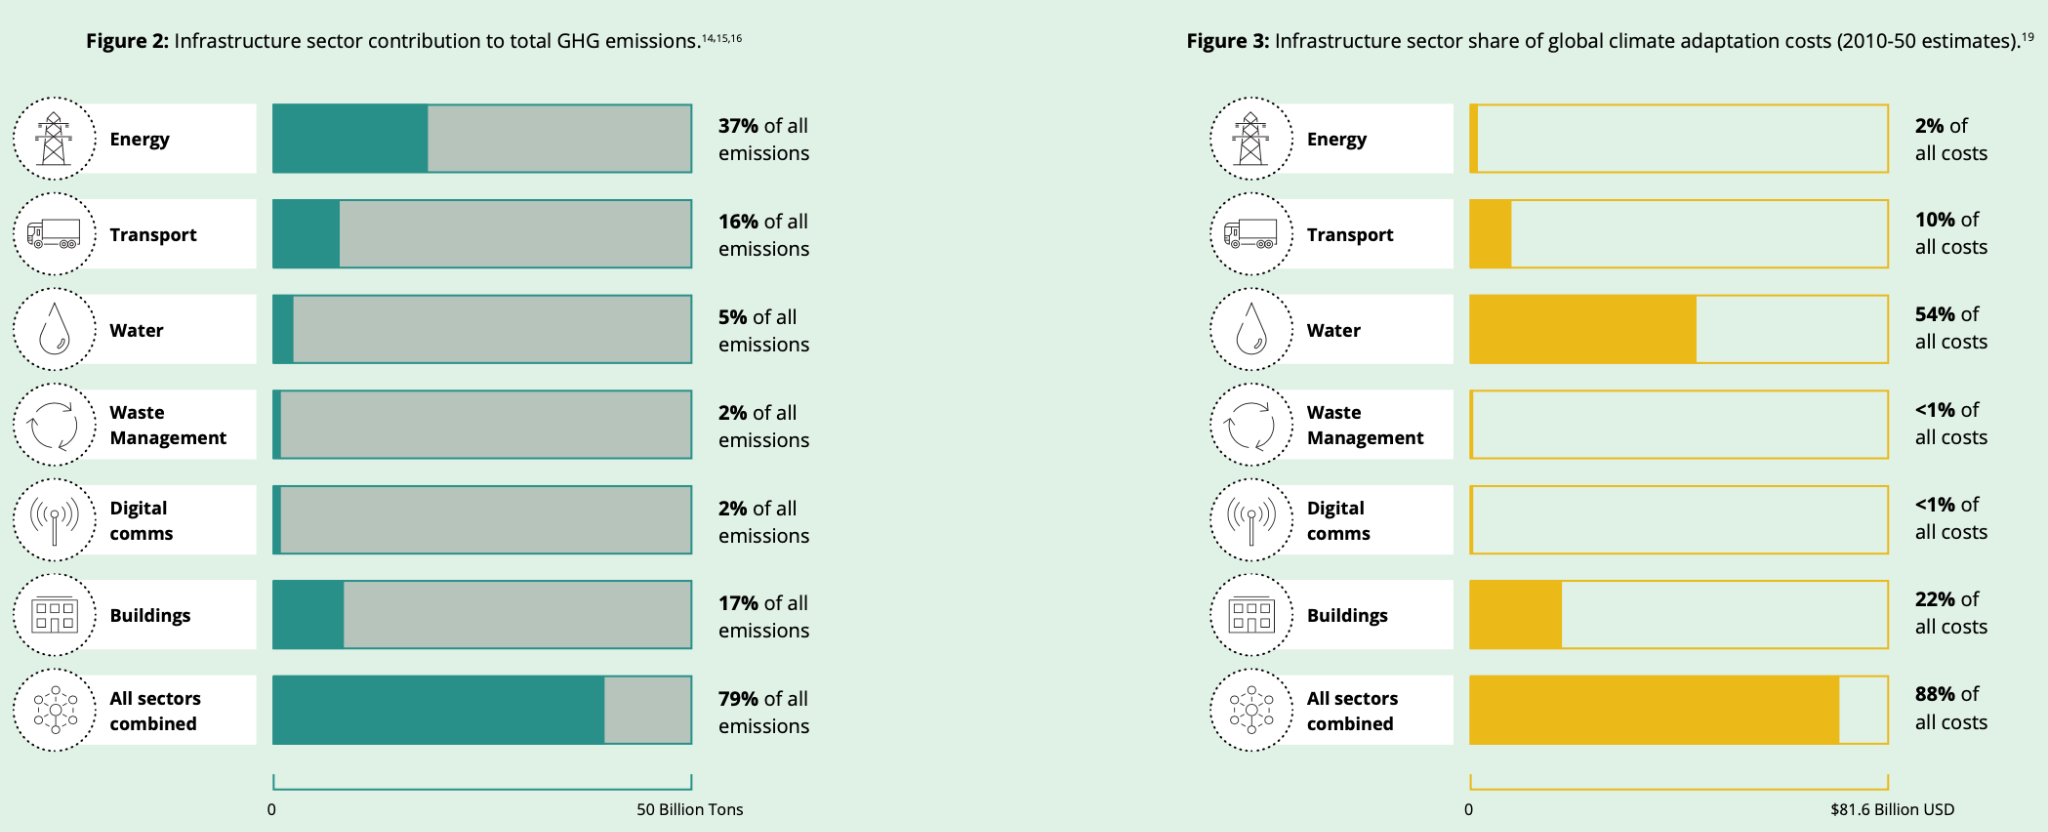 Figure 2: Infrastructure sector contribution to total GHG emissions.14,15,16
Energy
37% of all
emissions
Transport
16% of all
emissions
Water
5% of all
emissions
Waste
Management
2% of all
emissions
Digital
comms
2% of all
emissions
Buildings
17% of all
emissions
All sectors
combined
79% of all
emissions
0
50 Billion Tons
Figure 3: Infrastructure sector share of global climate adaptation costs (2010-50 estimates).19
Energy
2% of
all costs
Transport
10% of
all costs
Water
54% of
all costs
Waste
Management
<1% of
all costs
Digital
comms
<1% of
all costs
Buildings
22% of
all costs
All sectors
combined
88% of
all costs
0
$81.6 Billion USD